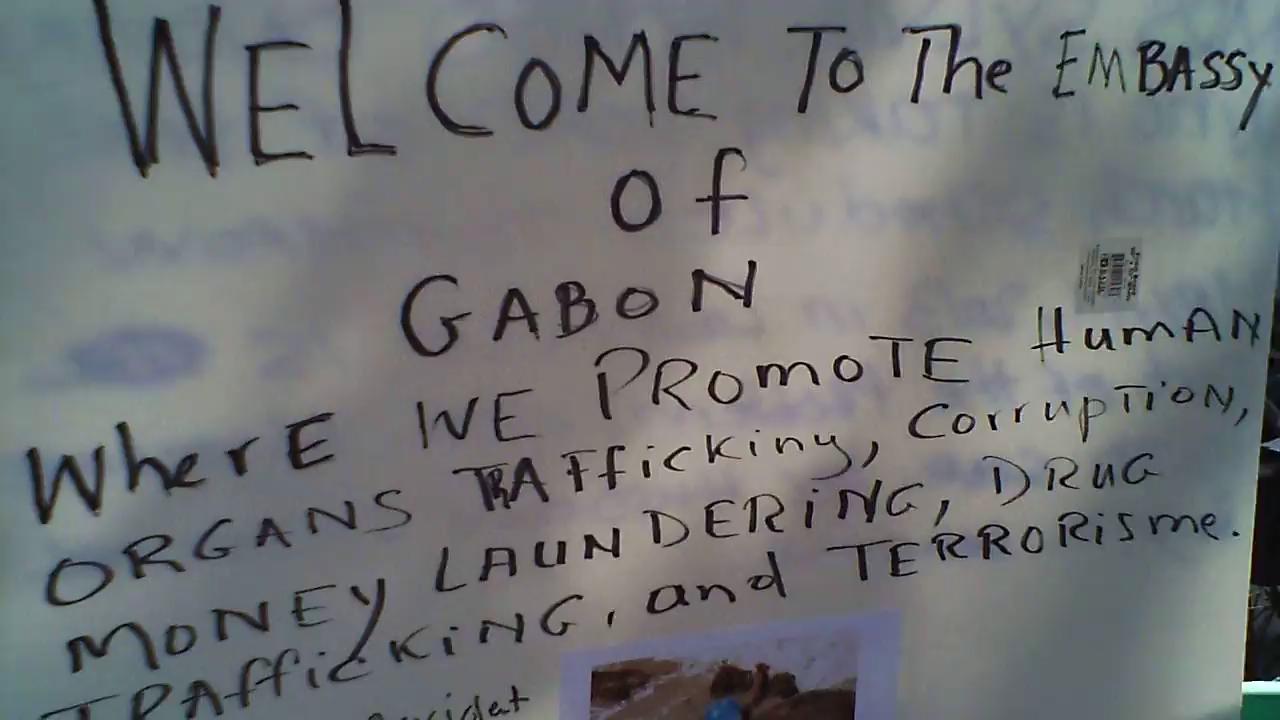 WELCOME To The EMBASSy
of
GABON
WherE WE PRomoTE HumAN
ORGANS TRAfficking, CorrupTioN,
MONEY LAUNDERiNG, DRUG
TRAfficKiNG, and TERRORisme.